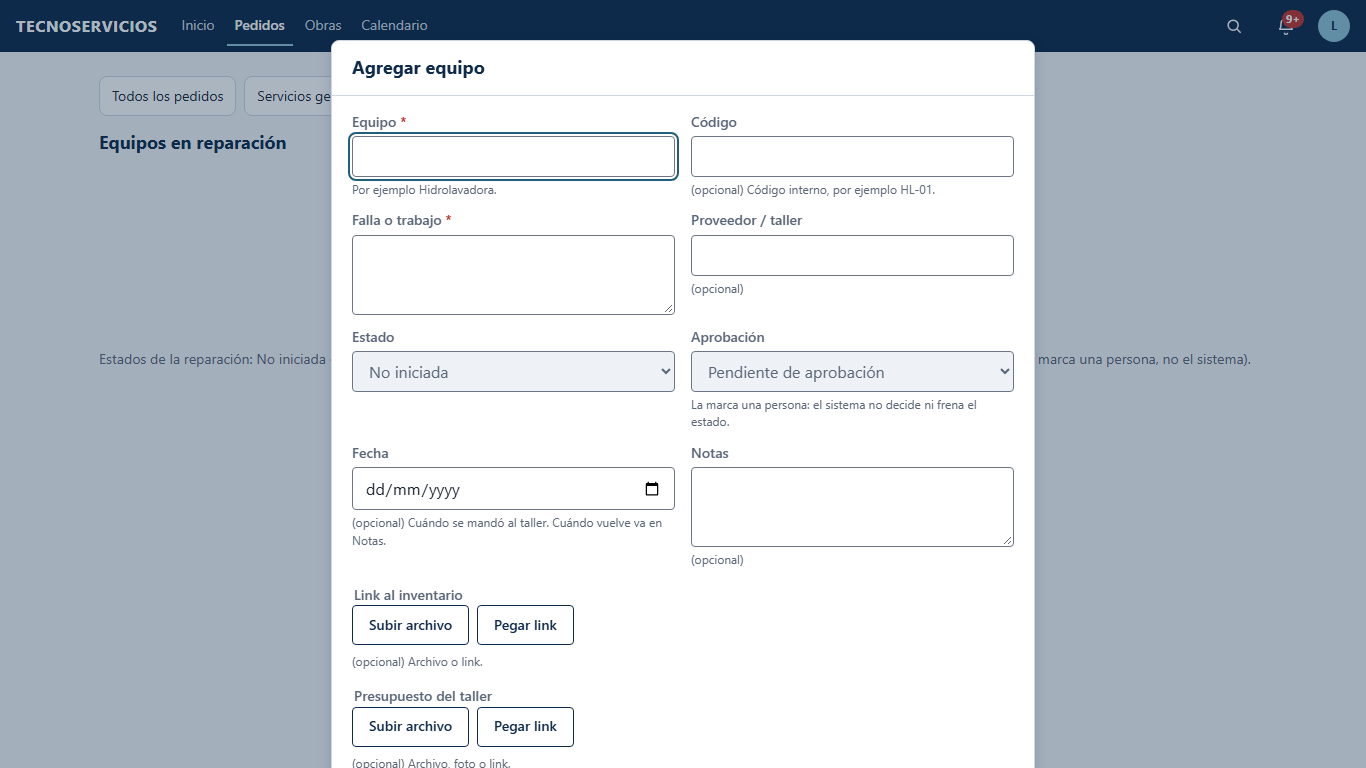 TECNOSERVICIOS Inicio Pedidos Obras Calendario 9+ L
Todos los pedidos Servicios ge
Equipos en reparación
Estados de la reparación: No iniciada
marca una persona, no el sistema).
Agregar equipo
Equipo *
Por ejemplo Hidrolavadora.
Código
(opcional) Código interno, por ejemplo HL-01.
Falla o trabajo *
Proveedor / taller
(opcional)
Estado
No iniciada
Aprobación
Pendiente de aprobación
La marca una persona: el sistema no decide ni frena el
estado.
Fecha
dd/mm/yyyy
(opcional) Cuándo se mandó al taller. Cuándo vuelve va en
Notas.
Notas
(opcional)
Link al inventario
Subir archivo Pegar link
(opcional) Archivo o link.
Presupuesto del taller
Subir archivo Pegar link
(opcional) Archivo, foto o link.